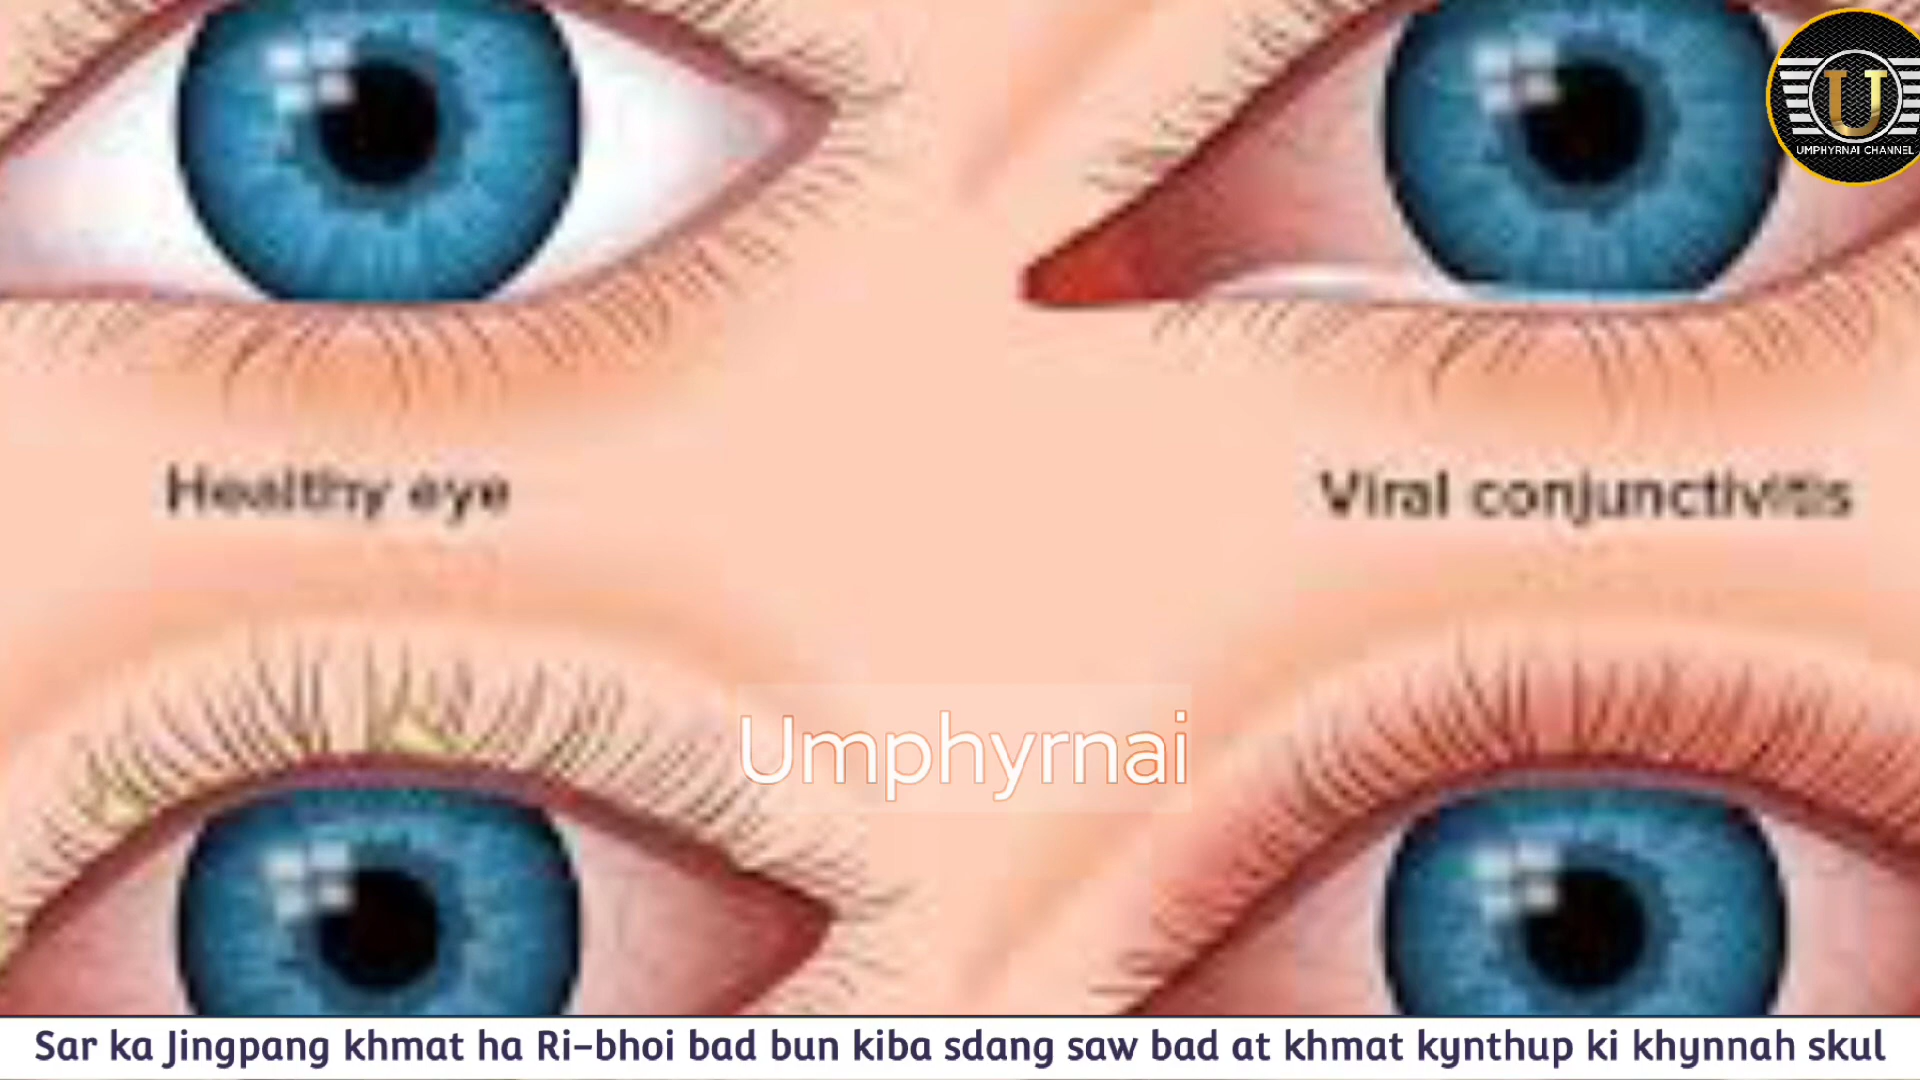 UMPHYRNAI CHANNEL
Healthy eye
Viral conjunctivitis
Umphyrnai
Sar ka Jingpang khmat ha Ri-bhoi bad bun kiba sdang saw bad at khmat kynthup ki khynnah skul